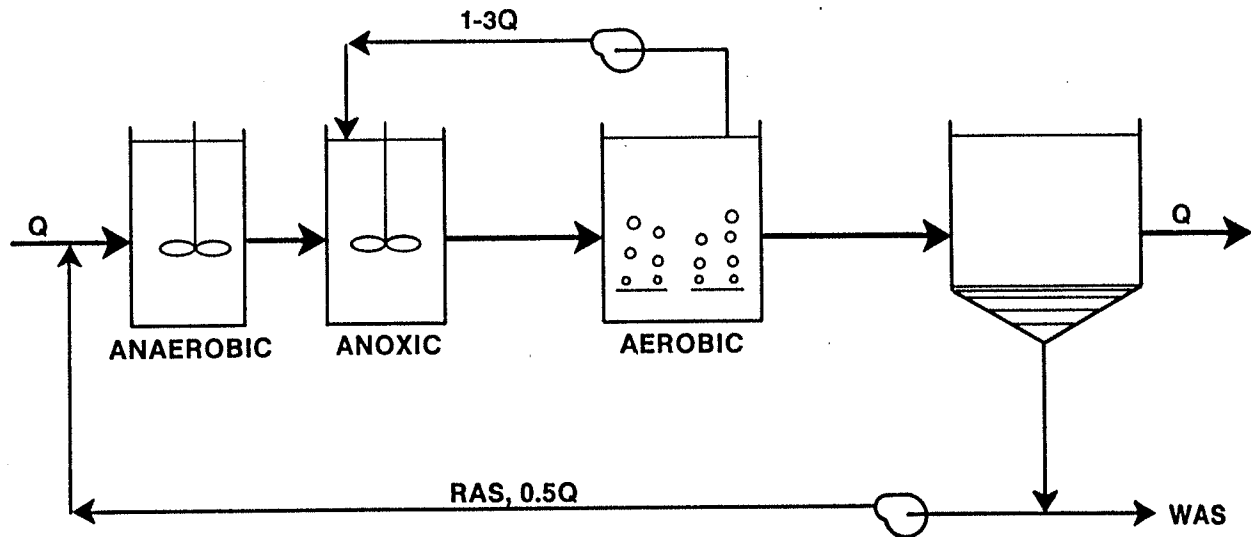 1-3Q
Q
Q
ANAEROBIC
ANOXIC
AEROBIC
RAS, 0.5Q
WAS